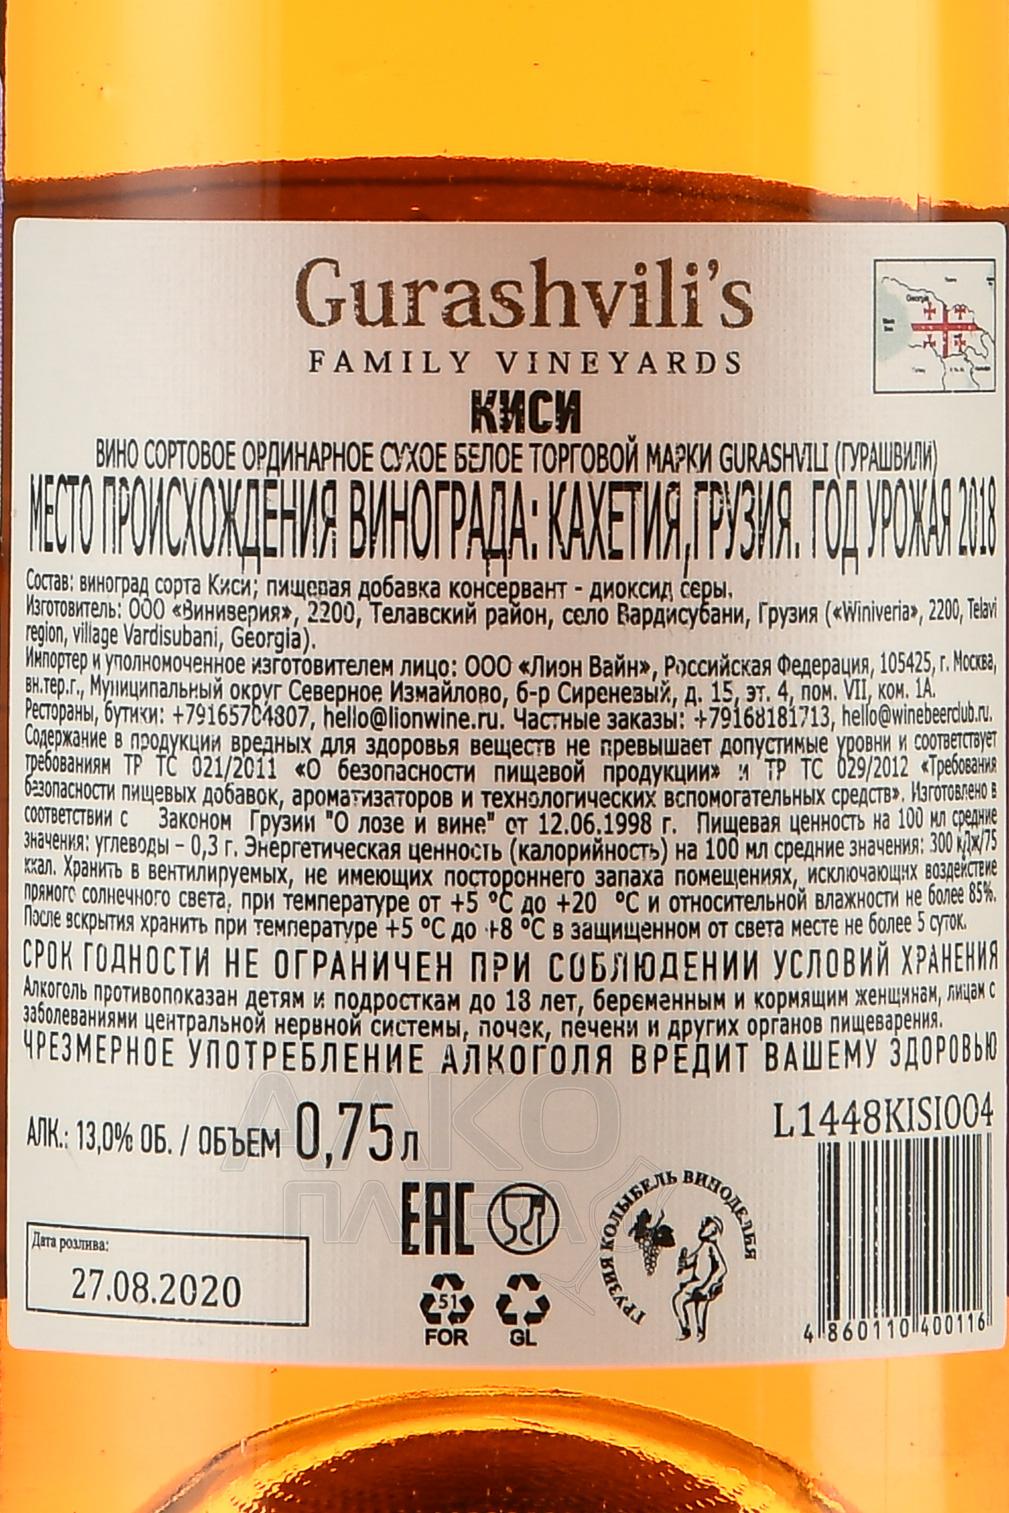 Gurashvili's
FAMILY VINEYARDS
Georgia
КИСИ
ВИНО СОРТОВОЕ ОРДИНАРНОЕ СУХОЕ БЕЛОЕ ТОРГОВОЙ МАРКИ GURASHVILI (ГУРАШВИЛИ)
МЕСТО ПРОИСХОЖДЕНИЯ ВИНОГРАДА: КАХЕТИЯ,ГРУЗИЯ. ГОД УРОЖАЯ 2018
Состав: виноград сорта Киси; пищевая добавка консервант - диоксид серы.
Изготовитель: ООО «Виниверия», 2200, Телавский район, село Вардисубани, Грузия («Winiveria», 2200, Telavi
region, village Vardisubani, Georgia).
Импортер и уполномоченное изготовителем лицо: ООО «Лион Вайн», Российская Федерация, 105425, г. Москва,
вн.тер.г., Муниципальный округ Северное Измайлово, б-р Сиреневый, д. 15, эт. 4, пом. VII, ком. 1А.
Рестораны, бутики: +79165704807, hello@lionwine.ru. Частные заказы: +79168181713, hello@winebeerclub.ru.
Содержание в продукции вредных для здоровья веществ не превышает допустимые уровни и соответствует
требованиям ТР ТС 021/2011 «О безопасности пищевой продукции» и ТР ТС 029/2012 «Требования
безопасности пищевых добавок, ароматизаторов и технологических вспомогательных средств». Изготовлено в
соответствии с Законом Грузии "О лозе и вине" от 12.06.1998 г. Пищевая ценность на 100 мл средние
значения: углеводы – 0,3 г. Энергетическая ценность (калорийность) на 100 мл средние значения: 300 кДж/75
ккал. Хранить в вентилируемых, не имеющих постороннего запаха помещениях, исключающих воздействие
прямого солнечного света, при температуре от +5 °C до +20 °C и относительной влажности не более 85%.
После вскрытия хранить при температуре +5 °C до +8 °C в защищенном от света месте не более 5 суток.
СРОК ГОДНОСТИ НЕ ОГРАНИЧЕН ПРИ СОБЛЮДЕНИИ УСЛОВИЙ ХРАНЕНИЯ
Алкоголь противопоказан детям и подросткам до 18 лет, беременным и кормящим женщинам, лицам с
заболеваниями центральной нервной системы, почек, печени и других органов пищеварения.
ЧРЕЗМЕРНОЕ УПОТРЕБЛЕНИЕ АЛКОГОЛЯ ВРЕДИТ ВАШЕМУ ЗДОРОВЬЮ
АЛК.: 13,0% ОБ. / ОБЪЕМ 0,75 л
L1448KISI004
АЛКО
ПЛЕЗА
EAC
ГРУЗИЯ КОЛЫБЕЛЬ ВИНОДЕЛЬЯ
Дата розлива:
27.08.2020
51
FOR
GL
4 860110 400116